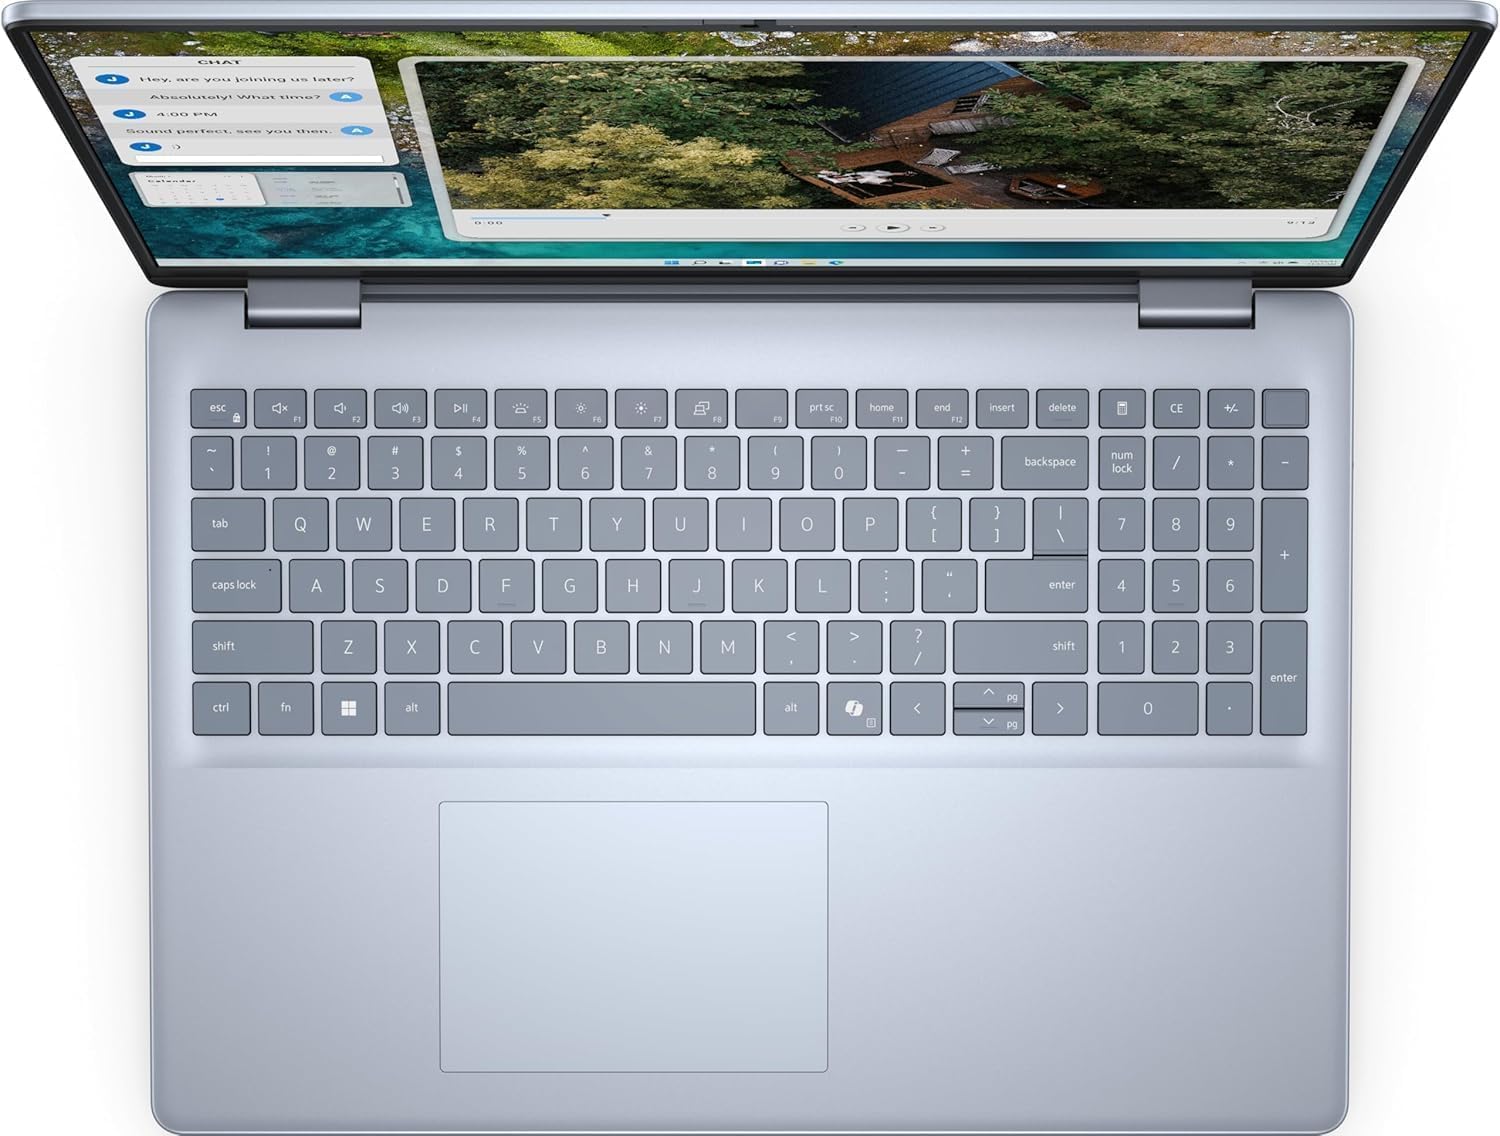 CHAT
Hey, are you joining us later?
Absolutely! What time?
4:00 PM
Sound perfect, see you then.
:)
Calendar
0:00
esc F1 F2 F3 F4 F5 F6 F7 F8 F9 prt sc F10 home F11 end F12 insert delete CE +/-
~ ` ! 1 @ 2 # 3 $ 4 % 5 ^ 6 & 7 * 8 ( 9 ) 0 — - + = backspace num lock / * -
tab Q W E R T Y U I O P { [ } ] | \ 7 8 9 +
caps lock A S D F G H J K L : ; “ ‘ enter 4 5 6
shift Z X C V B N M < , > . ? / shift 1 2 3 enter
ctrl fn alt alt < ^ pg pg > 0 .